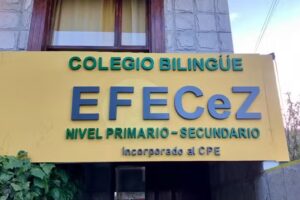 COLEGIO BILINGÜE
EFECeZ
NIVEL PRIMARIO-SECUNDARIO
Incorporado al CPE